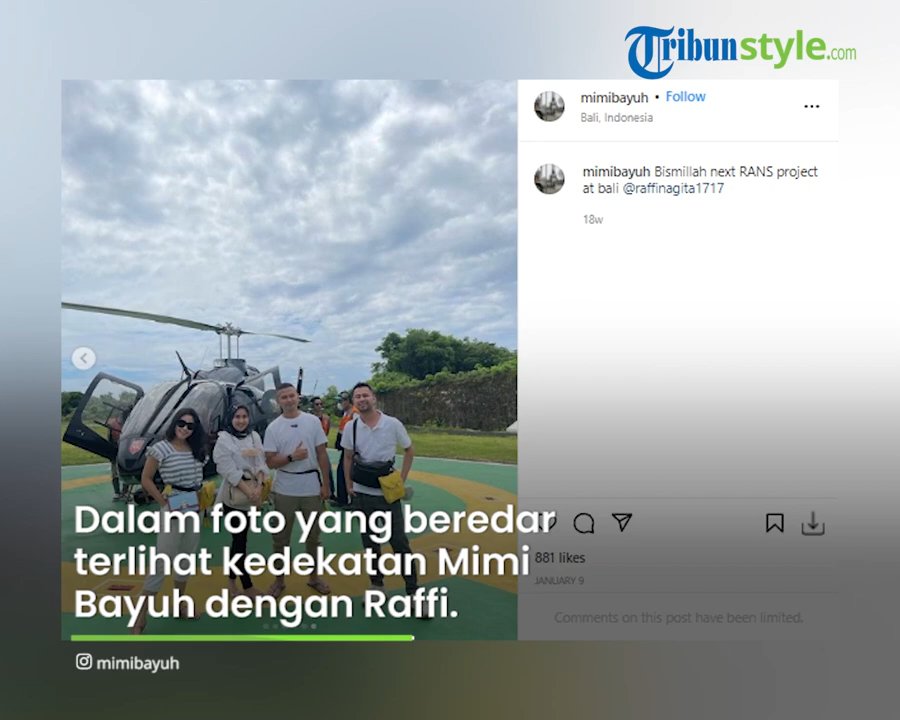 Tribunstyle.com
mimibayuh • Follow
Bali, Indonesia
mimibayuh Bismillah next RANS project
at bali @raffinagita1717
18w
Dalam foto yang beredar
terlihat kedekatan Mimi
Bayuh dengan Raffi.
881 likes
JANUARY 9
Comments on this post have been limited.
mimibayuh